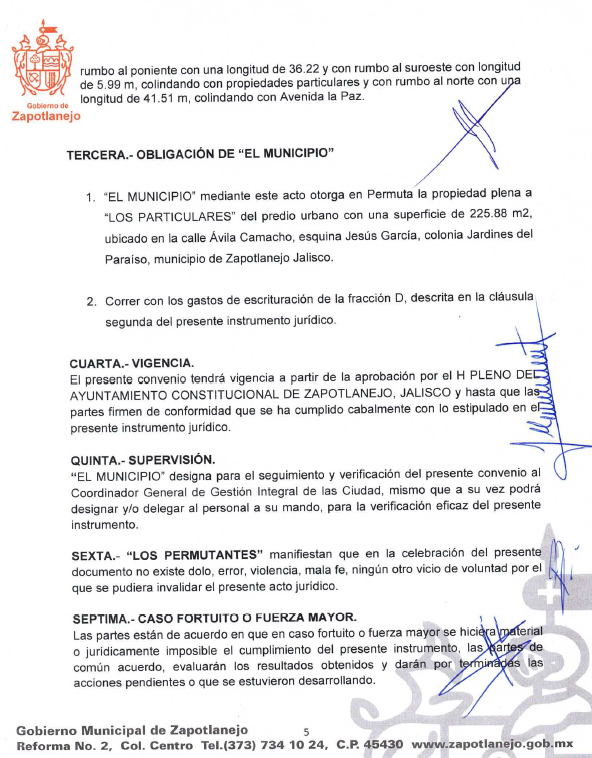 rumbo al poniente con una longitud de 36.22 y con rumbo al suroeste con longitud
de 5.99 m, colindando con propiedades particulares y con rumbo al norte con una
longitud de 41.51 m, colindando con Avenida la Paz.
Gobierno de
Zapotlanejo
TERCERA.- OBLIGACIÓN DE "EL MUNICIPIO"
1. "EL MUNICIPIO" mediante este acto otorga en Permuta la propiedad plena a
"LOS PARTICULARES" del predio urbano con una superficie de 225.88 m2,
ubicado en la calle Ávila Camacho, esquina Jesús García, colonia Jardines del
Paraíso, municipio de Zapotlanejo Jalisco.
2. Correr con los gastos de escrituración de la fracción D, descrita en la cláusula
segunda del presente instrumento jurídico.
CUARTA.- VIGENCIA.
El presente convenio tendrá vigencia a partir de la aprobación por el H PLENO DEL
AYUNTAMIENTO CONSTITUCIONAL DE ZAPOTLANEJO, JALISCO y hasta que las
partes firmen de conformidad que se ha cumplido cabalmente con lo estipulado en el
presente instrumento jurídico.
QUINTA.- SUPERVISIÓN.
"EL MUNICIPIO" designa para el seguimiento y verificación del presente convenio al
Coordinador General de Gestión Integral de las Ciudad, mismo que a su vez podrá
designar y/o delegar al personal a su mando, para la verificación eficaz del presente
instrumento.
SEXTA.- "LOS PERMUTANTES" manifiestan que en la celebración del presente
documento no existe dolo, error, violencia, mala fe, ningún otro vicio de voluntad por el
que se pudiera invalidar el presente acto jurídico.
SEPTIMA.- CASO FORTUITO O FUERZA MAYOR.
Las partes están de acuerdo en que en caso fortuito o fuerza mayor se hiciera material
o jurídicamente imposible el cumplimiento del presente instrumento, las partes de
común acuerdo, evaluarán los resultados obtenidos y darán por terminadas las
acciones pendientes o que se estuvieron desarrollando.
Gobierno Municipal de Zapotlanejo 5
Reforma No. 2, Col. Centro Tel.(373) 734 10 24, C.P. 45430 www.zapotlanejo.gob.mx